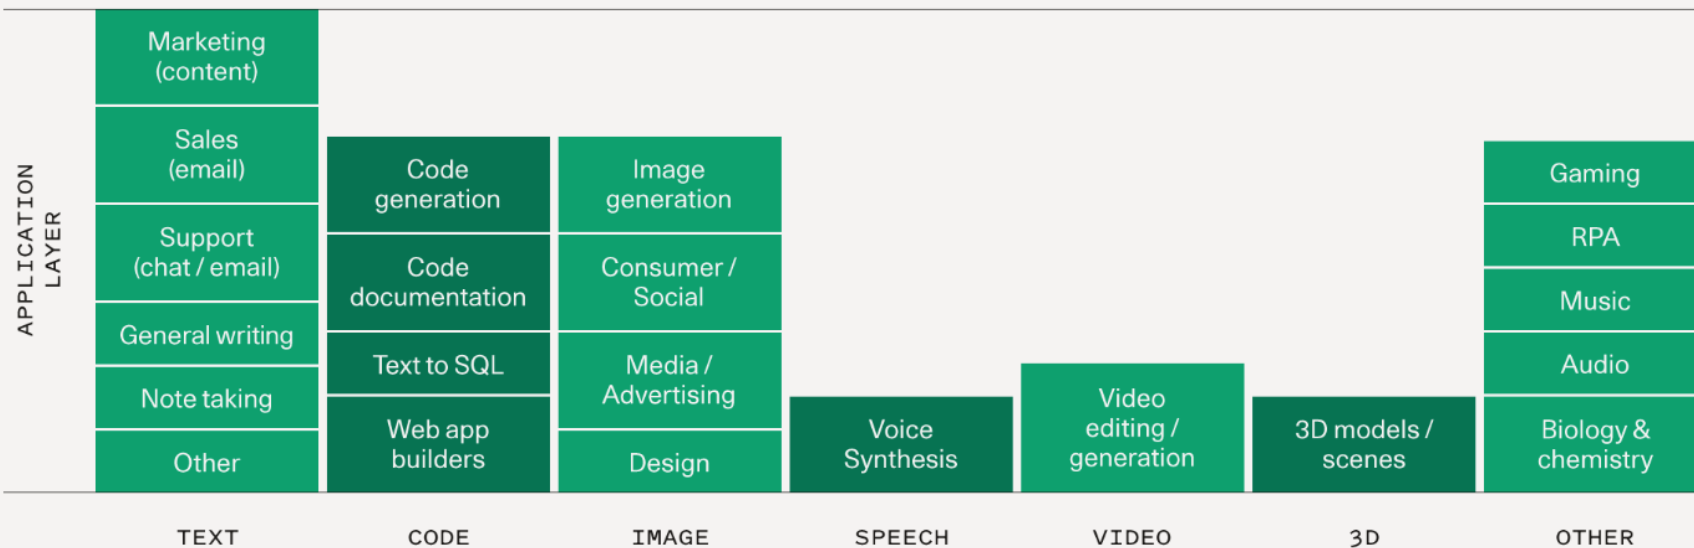 APPLICATION
LAYER
Marketing
(content)
Sales
(email)
Support
(chat / email)
General writing
Note taking
Other
TEXT
Code
generation
Code
documentation
Text to SQL
Web app
builders
CODE
Image
generation
Consumer /
Social
Media /
Advertising
Design
IMAGE
Voice
Synthesis
SPEECH
Video
editing /
generation
VIDEO
3D models /
scenes
3D
Gaming
RPA
Music
Audio
Biology &
chemistry
OTHER